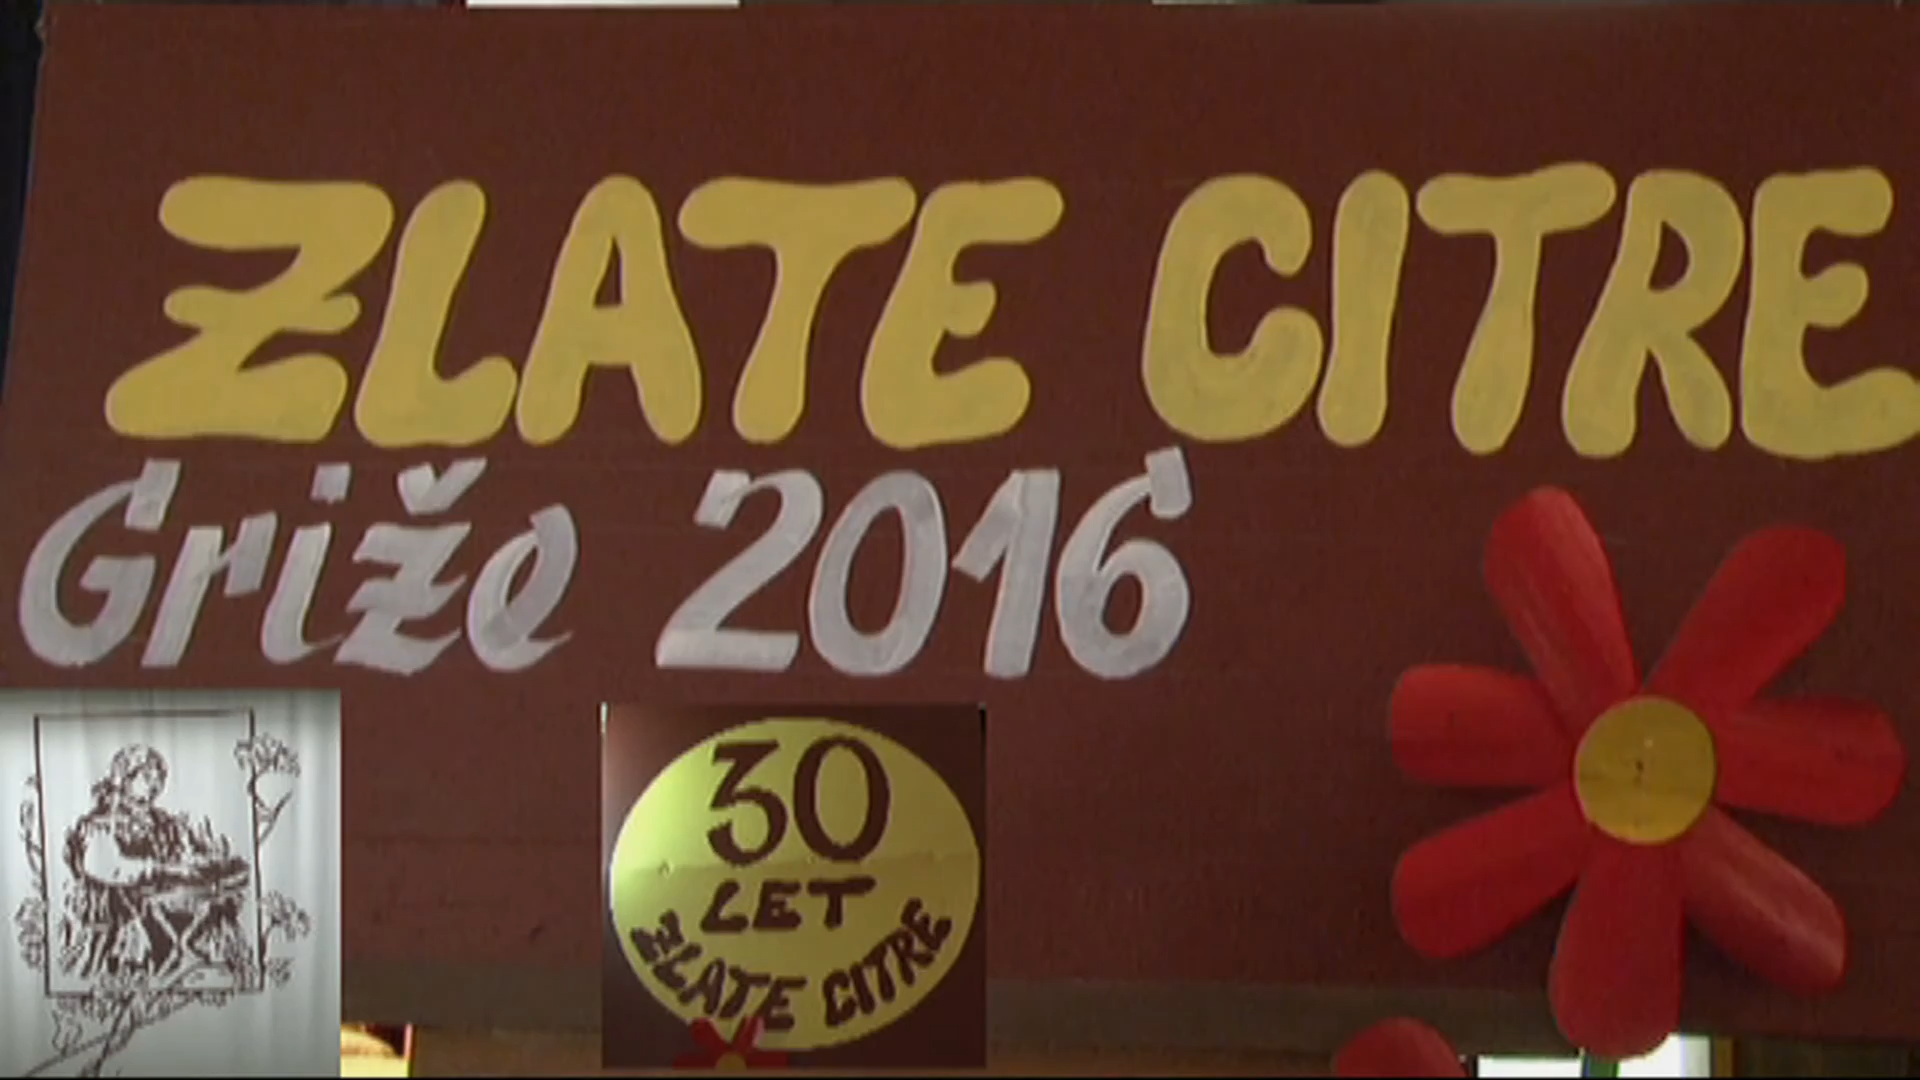 ZLATE CITRE
Griže 2016
30
LET
ZLATE CITRE